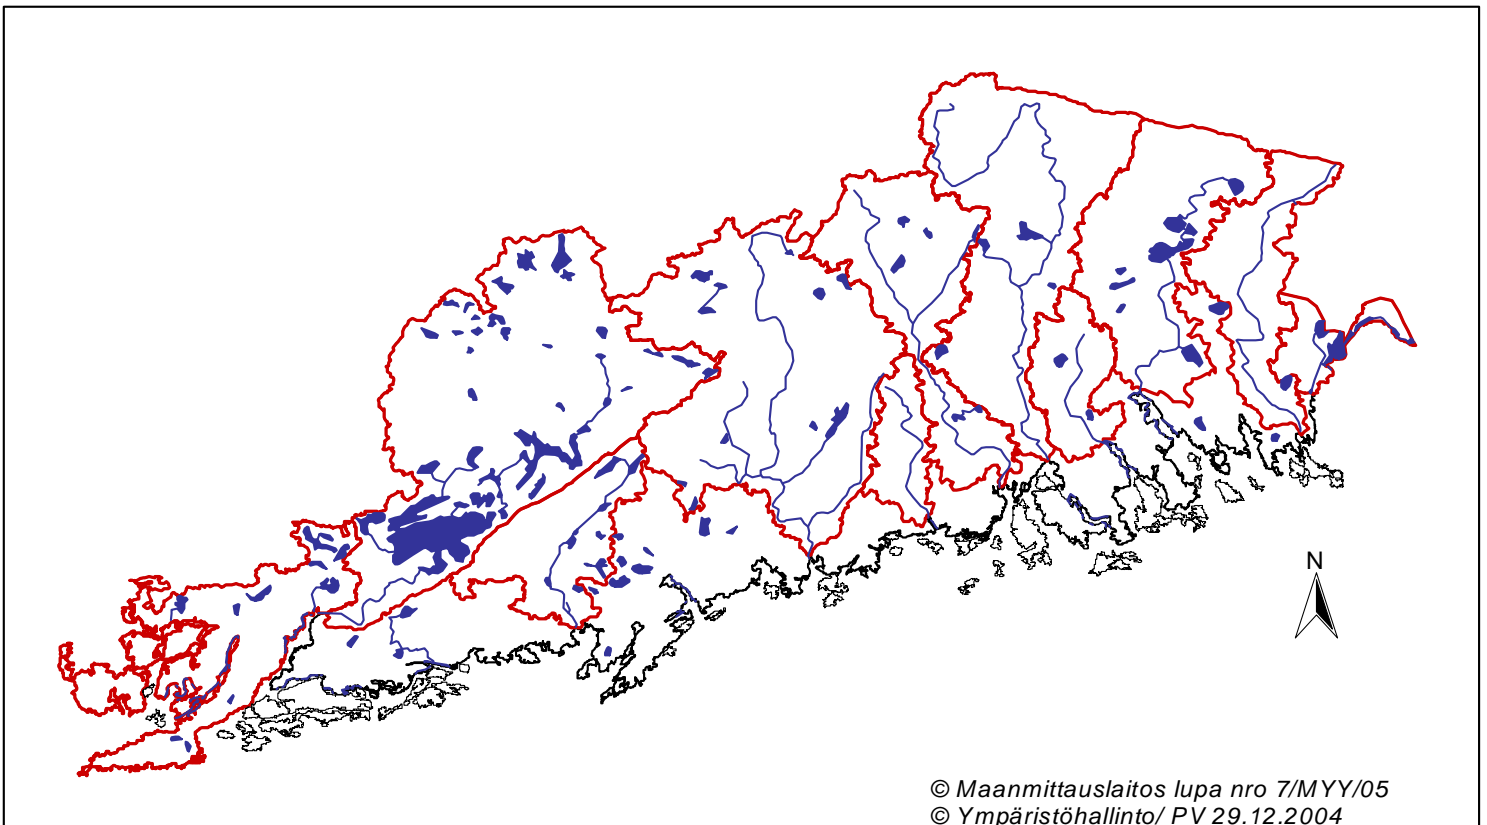 N
© Maanmittauslaitos lupa nro 7/MYY/05
© Ympäristöhallinto/ PV 29.12.2004